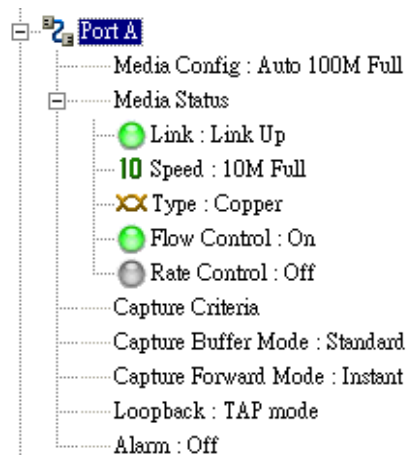 Port A
Media Config : Auto 100M Full
Media Status
Link : Link Up
10 Speed : 10M Full
Type : Copper
Flow Control : On
Rate Control : Off
Capture Criteria
Capture Buffer Mode : Standard
Capture Forward Mode : Instant
Loopback : TAP mode
Alarm : Off